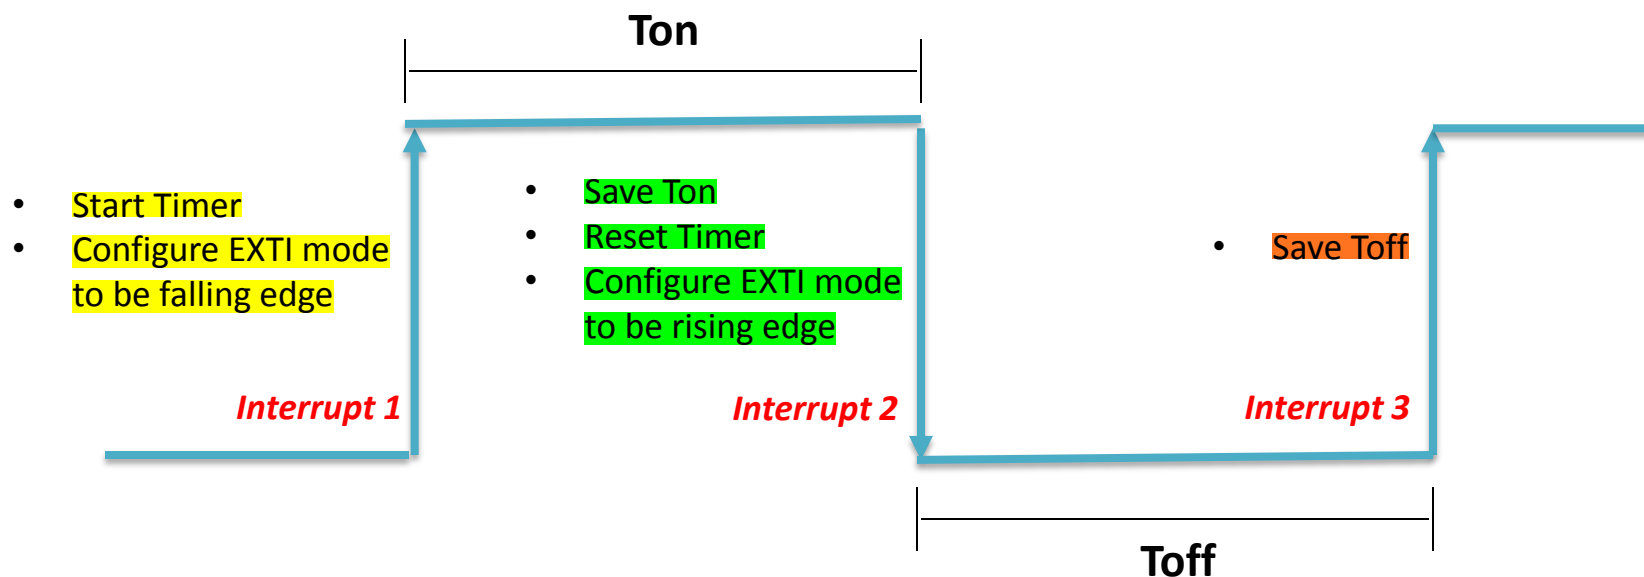 Ton
• Start Timer
• Configure EXTI mode
to be falling edge
Interrupt 1
• Save Ton
• Reset Timer
• Configure EXTI mode
to be rising edge
Interrupt 2
• Save Toff
Interrupt 3
Toff